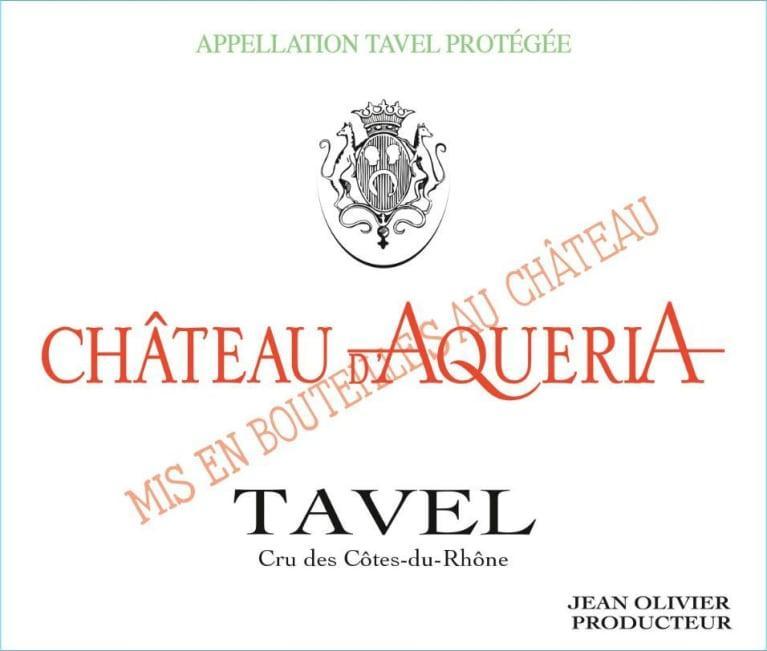 APPELLATION TAVEL PROTÉGÉE
CHÂTEAU D'AQUERIA
MIS EN BOUTEILLES AU CHÂTEAU
TAVEL
Cru des Côtes-du-Rhône
JEAN OLIVIER
PRODUCTEUR